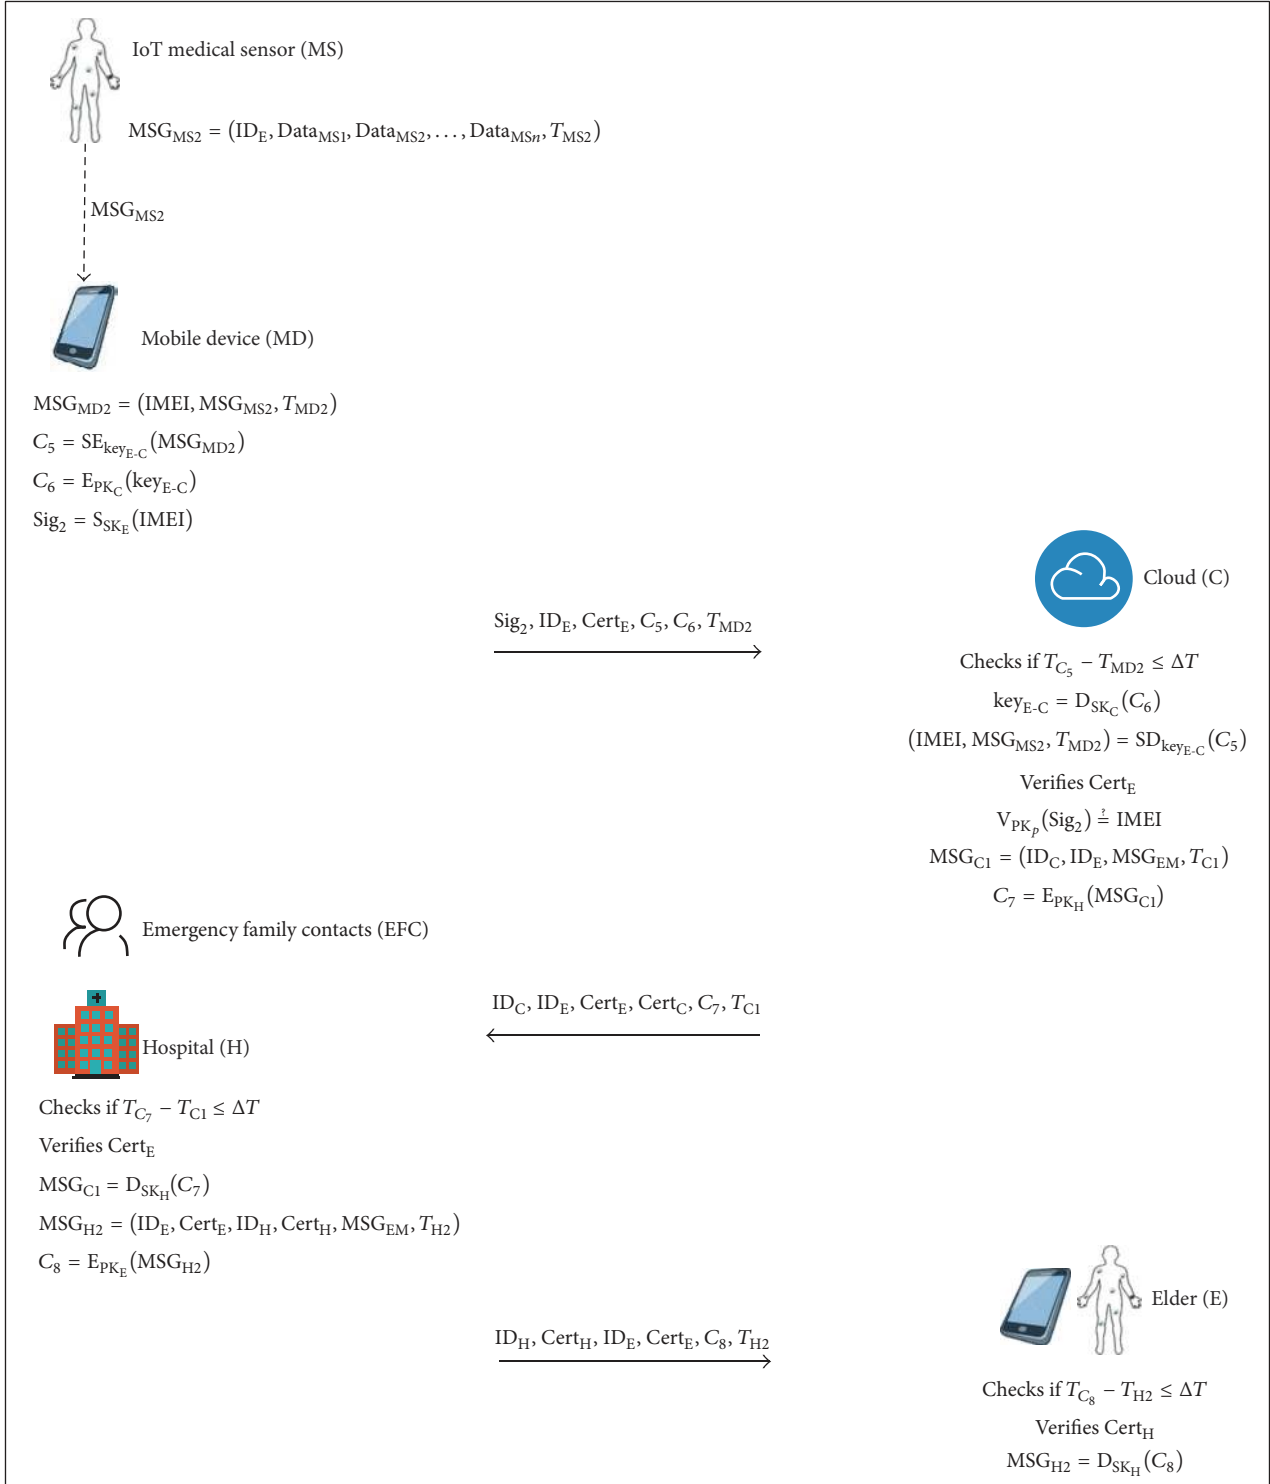 IoT medical sensor (MS)
MSG_MS2 = (ID_E, Data_MS1, Data_MS2, . . . , Data_MSn, T_MS2)
MSG_MS2
Mobile device (MD)
MSG_MD2 = (IMEI, MSG_MS2, T_MD2)
C_5 = SE_key_E-C (MSG_MD2)
C_6 = E_PK_C (key_E-C)
Sig_2 = S_SK_E (IMEI)
Cloud (C)
Sig_2, ID_E, Cert_E, C_5, C_6, T_MD2
Checks if T_C_5 − T_MD2 ≤ ΔT
key_E-C = D_SK_C (C_6)
(IMEI, MSG_MS2, T_MD2) = SD_key_E-C (C_5)
Verifies Cert_E
V_PK_p (Sig_2) ≟ IMEI
MSG_C1 = (ID_C, ID_E, MSG_EM, T_C1)
C_7 = E_PK_H (MSG_C1)
Emergency family contacts (EFC)
ID_C, ID_E, Cert_E, Cert_C, C_7, T_C1
Hospital (H)
Checks if T_C_7 − T_C1 ≤ ΔT
Verifies Cert_E
MSG_C1 = D_SK_H (C_7)
MSG_H2 = (ID_E, Cert_E, ID_H, Cert_H, MSG_EM, T_H2)
C_8 = E_PK_E (MSG_H2)
Elder (E)
ID_H, Cert_H, ID_E, Cert_E, C_8, T_H2
Checks if T_C_8 − T_H2 ≤ ΔT
Verifies Cert_H
MSG_H2 = D_SK_H (C_8)